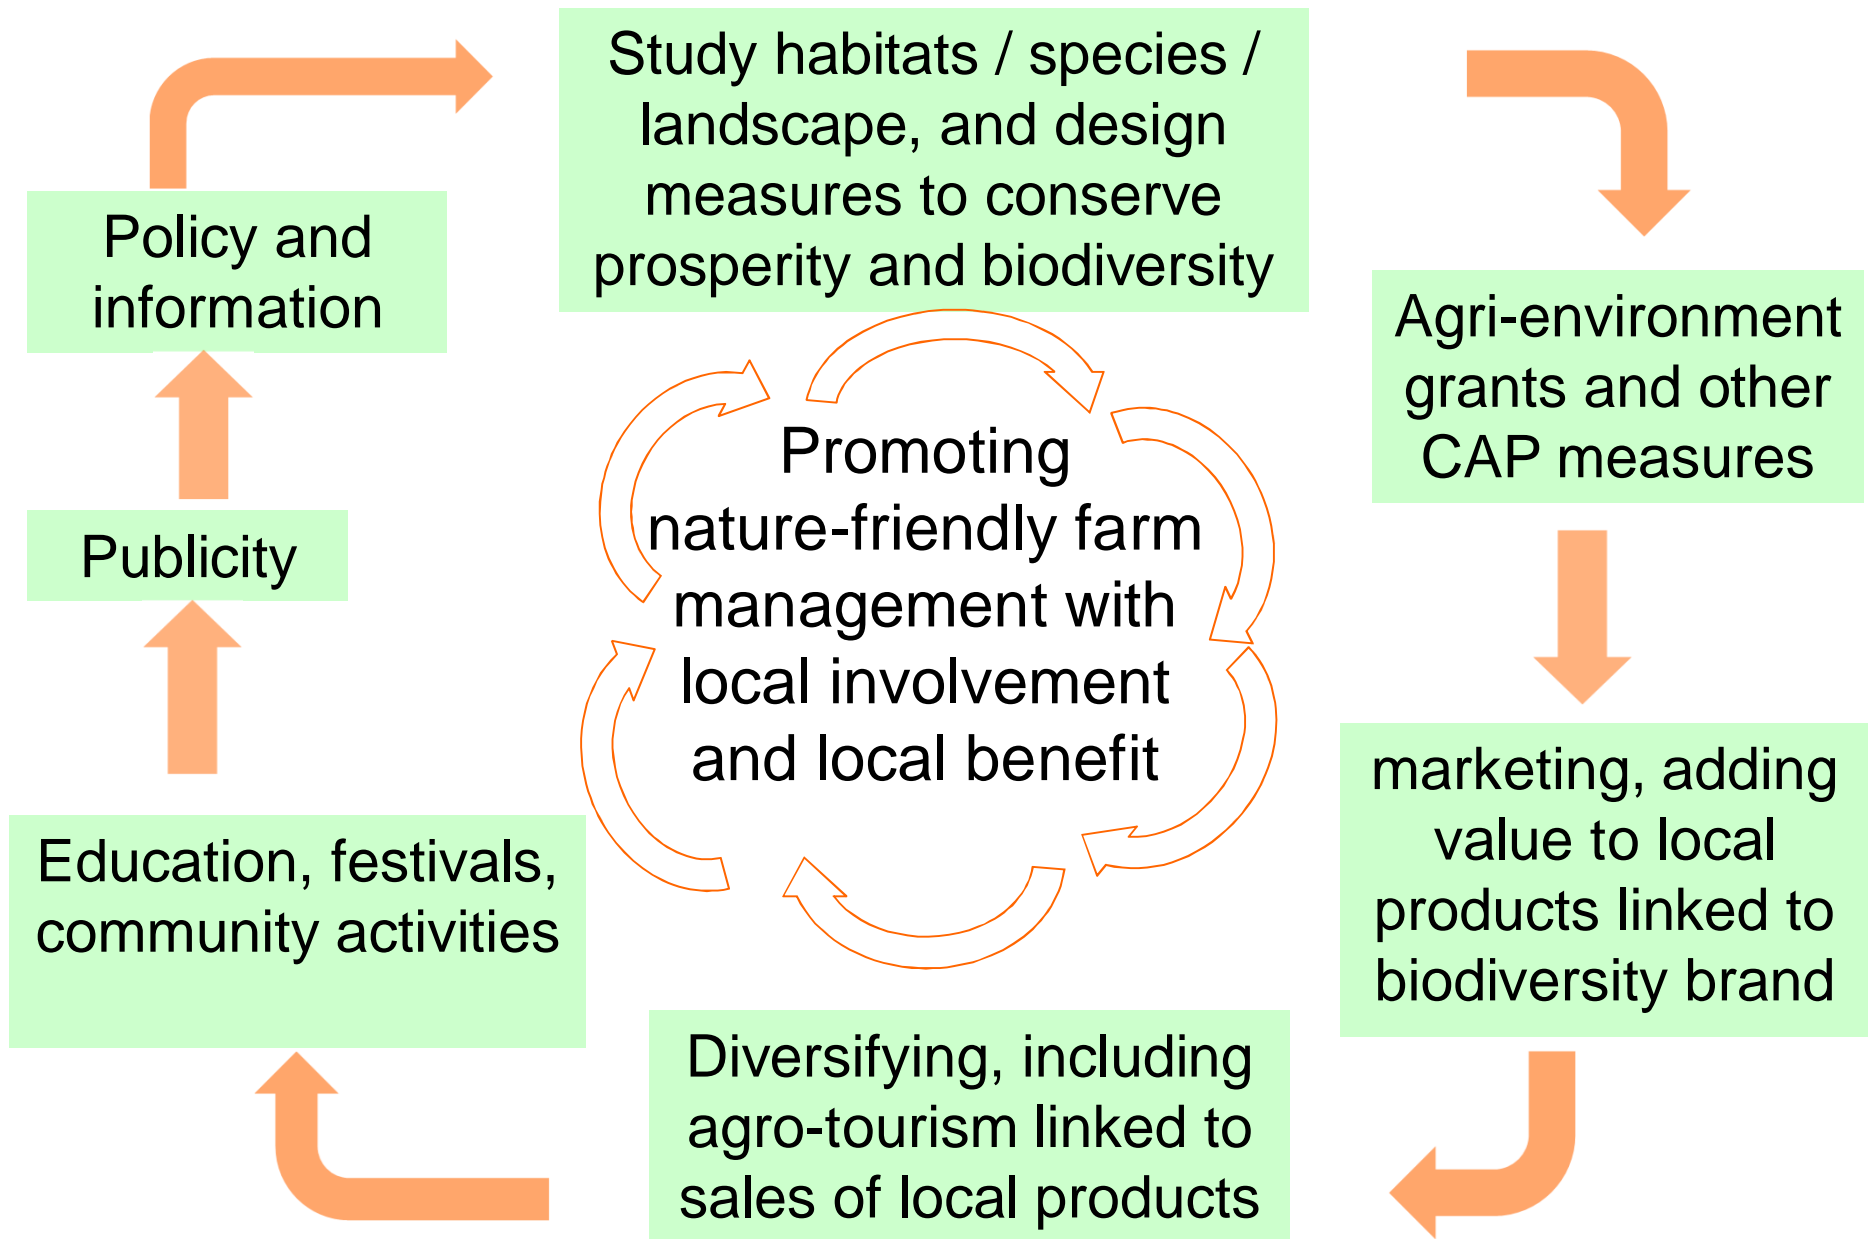 Study habitats / species /
landscape, and design
measures to conserve
prosperity and biodiversity
Agri-environment
grants and other
CAP measures
marketing, adding
value to local
products linked to
biodiversity brand
Diversifying, including
agro-tourism linked to
sales of local products
Education, festivals,
community activities
Publicity
Policy and
information
Promoting
nature-friendly farm
management with
local involvement
and local benefit